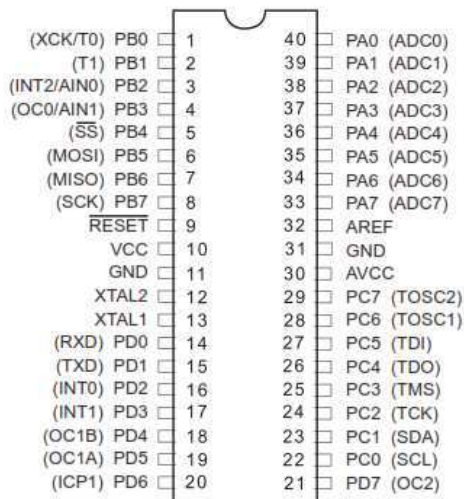 (XCK/T0) PB0 1 40 PA0 (ADC0)
(T1) PB1 2 39 PA1 (ADC1)
(INT2/AIN0) PB2 3 38 PA2 (ADC2)
(OC0/AIN1) PB3 4 37 PA3 (ADC3)
(SS) PB4 5 36 PA4 (ADC4)
(MOSI) PB5 6 35 PA5 (ADC5)
(MISO) PB6 7 34 PA6 (ADC6)
(SCK) PB7 8 33 PA7 (ADC7)
RESET 9 32 AREF
VCC 10 31 GND
GND 11 30 AVCC
XTAL2 12 29 PC7 (TOSC2)
XTAL1 13 28 PC6 (TOSC1)
(RXD) PD0 14 27 PC5 (TDI)
(TXD) PD1 15 26 PC4 (TDO)
(INT0) PD2 16 25 PC3 (TMS)
(INT1) PD3 17 24 PC2 (TCK)
(OC1B) PD4 18 23 PC1 (SDA)
(OC1A) PD5 19 22 PC0 (SCL)
(ICP1) PD6 20 21 PD7 (OC2)